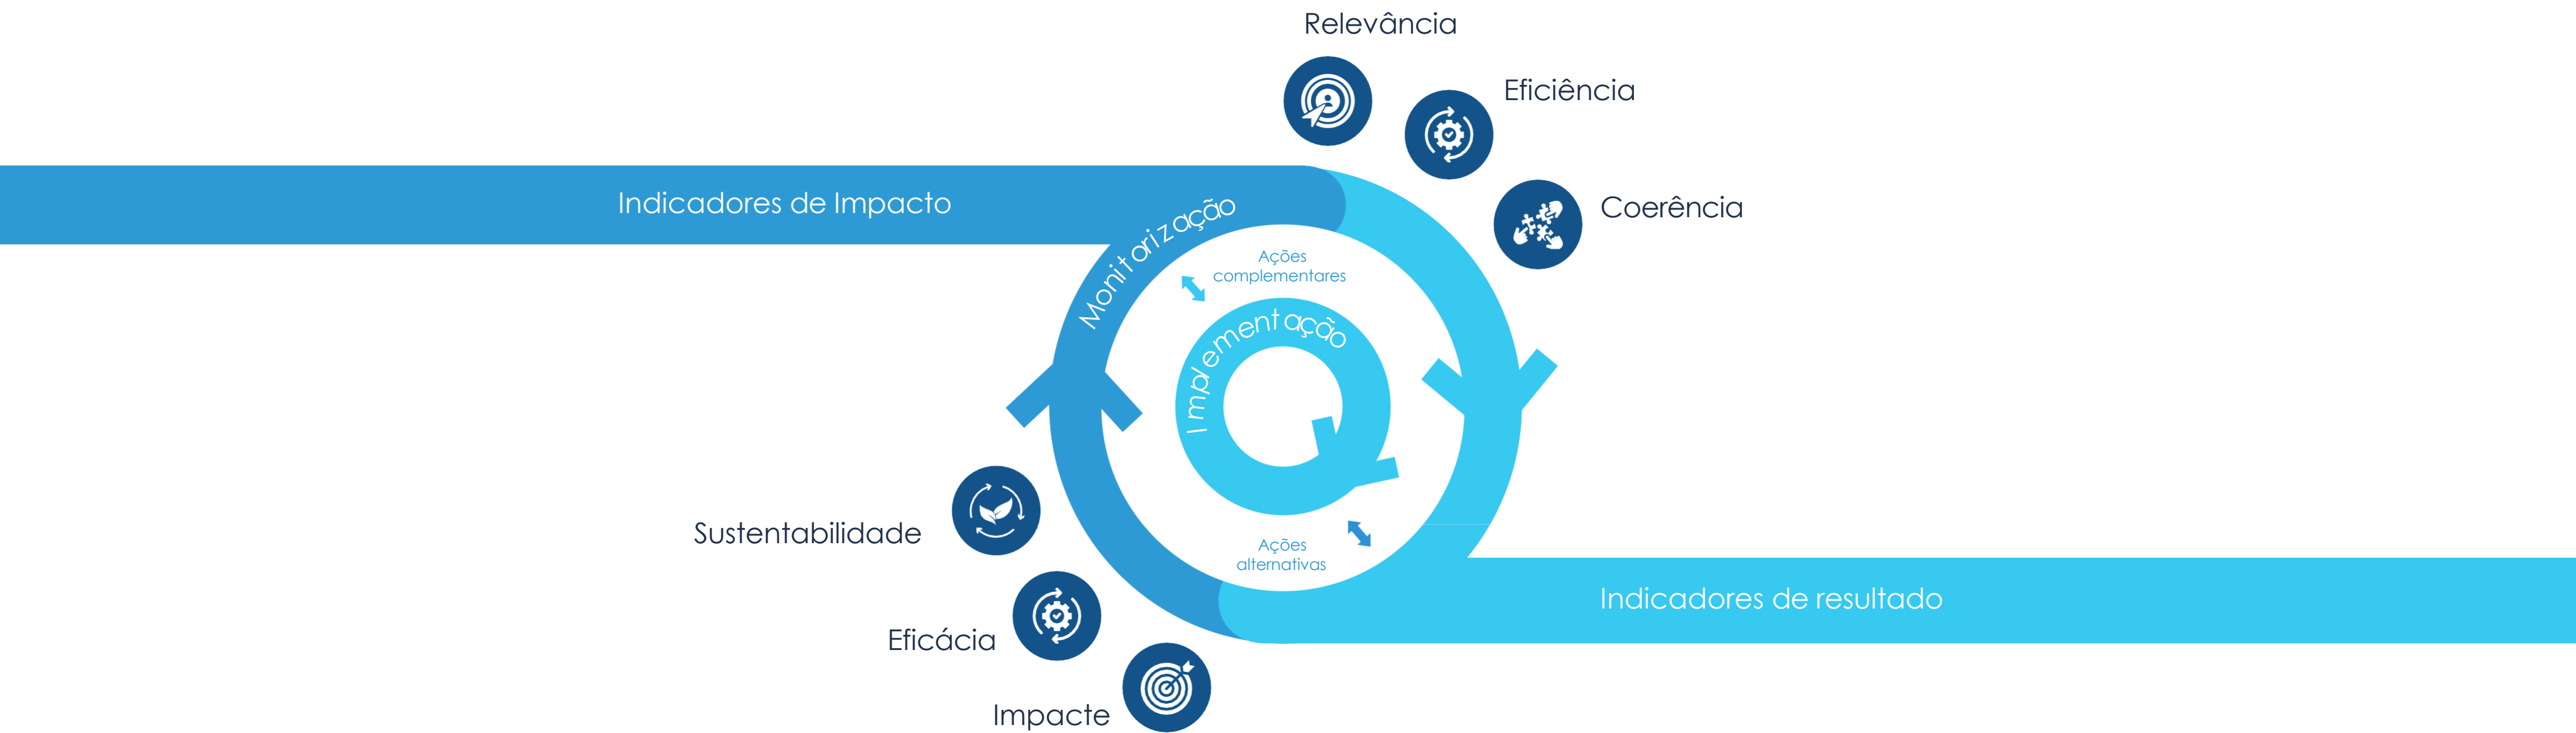 Relevância
Eficiência
Coerência
Indicadores de Impacto
Monitorização
Ações
complementares
Implementação
Ações
alternativas
Sustentabilidade
Eficácia
Impacte
Indicadores de resultado